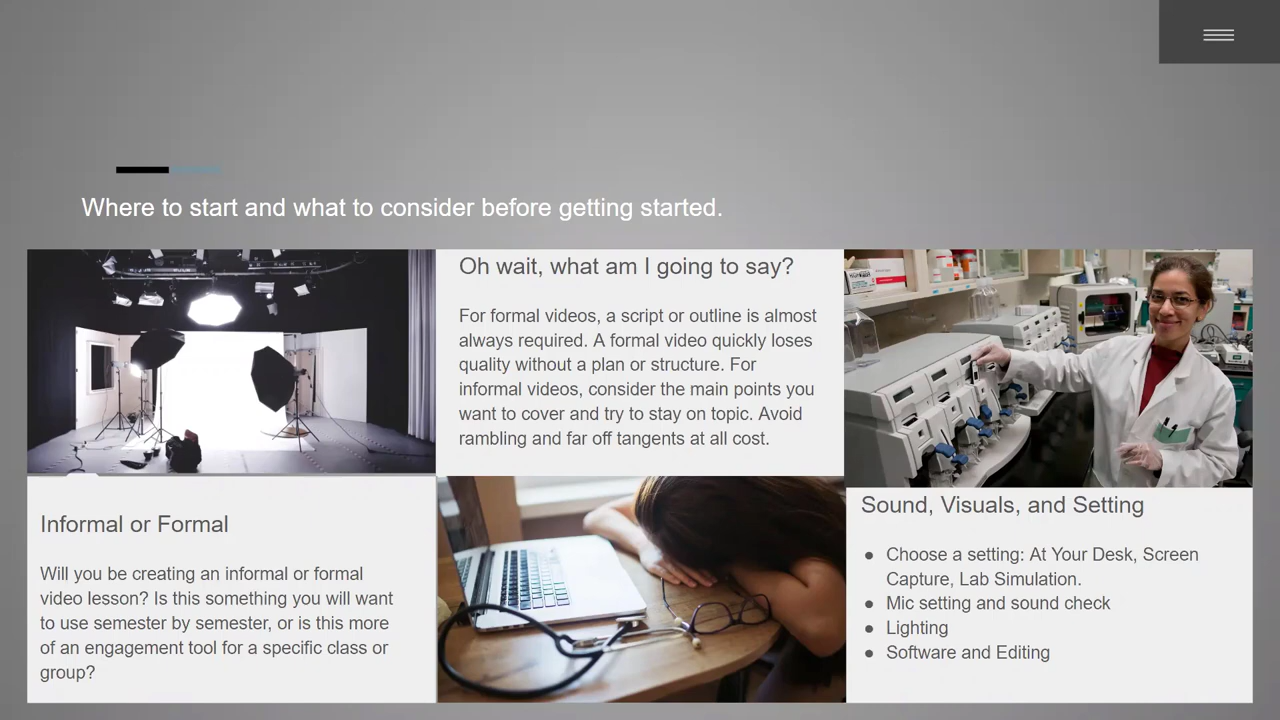 Where to start and what to consider before getting started.
Oh wait, what am I going to say?
For formal videos, a script or outline is almost
always required. A formal video quickly loses
quality without a plan or structure. For
informal videos, consider the main points you
want to cover and try to stay on topic. Avoid
rambling and far off tangents at all cost.
Informal or Formal
Will you be creating an informal or formal
video lesson? Is this something you will want
to use semester by semester, or is this more
of an engagement tool for a specific class or
group?
Sound, Visuals, and Setting
● Choose a setting: At Your Desk, Screen
Capture, Lab Simulation.
● Mic setting and sound check
● Lighting
● Software and Editing